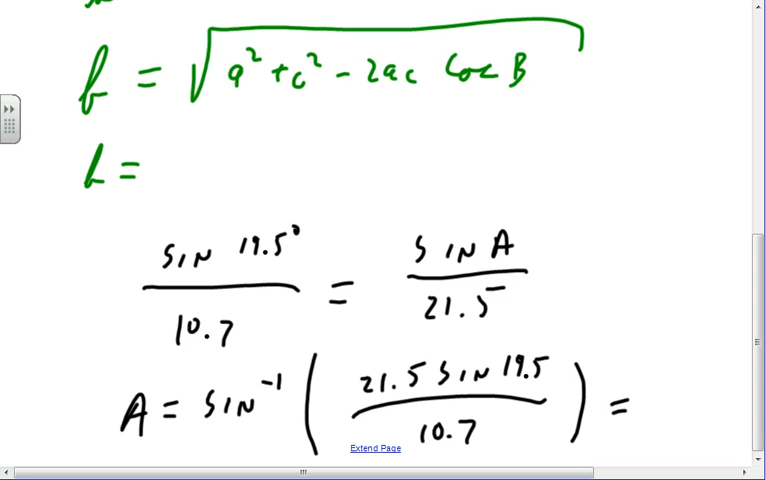 b = √(a² + c² - 2ac Cos B)
b =
SIN 19.5° / 10.7 = SIN A / 21.5
A = SIN⁻¹ ( 21.5 SIN 19.5 / 10.7 ) =
Extend Page